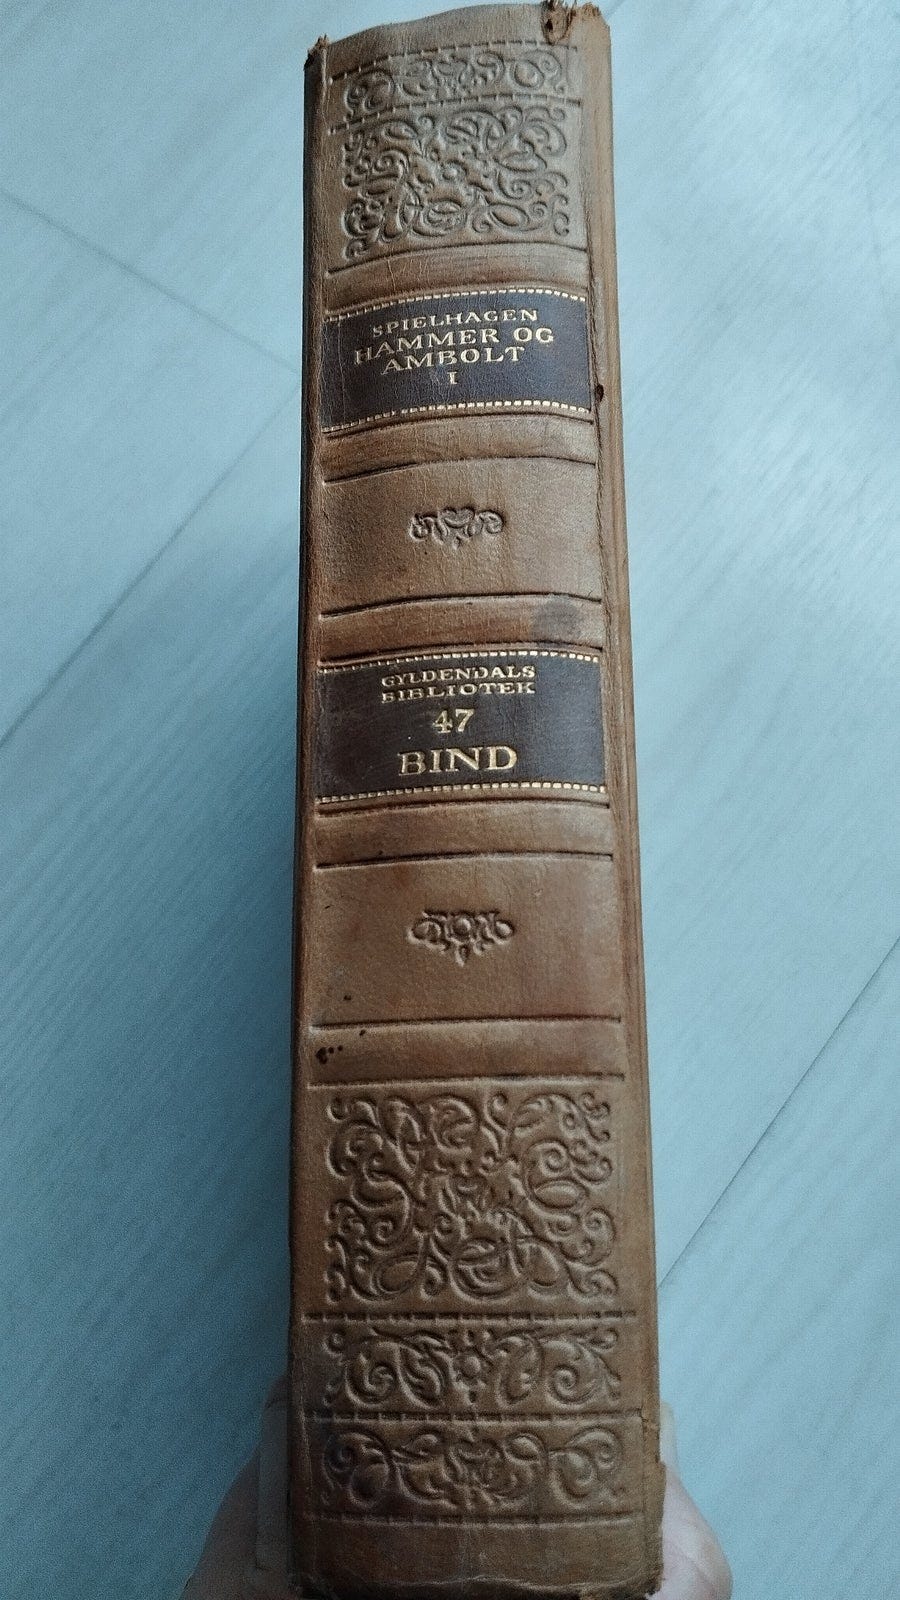 SPIELHAGEN
HAMMER OG
AMBOLT
I
GYLDENDALS
BIBLIOTEK
47
BIND